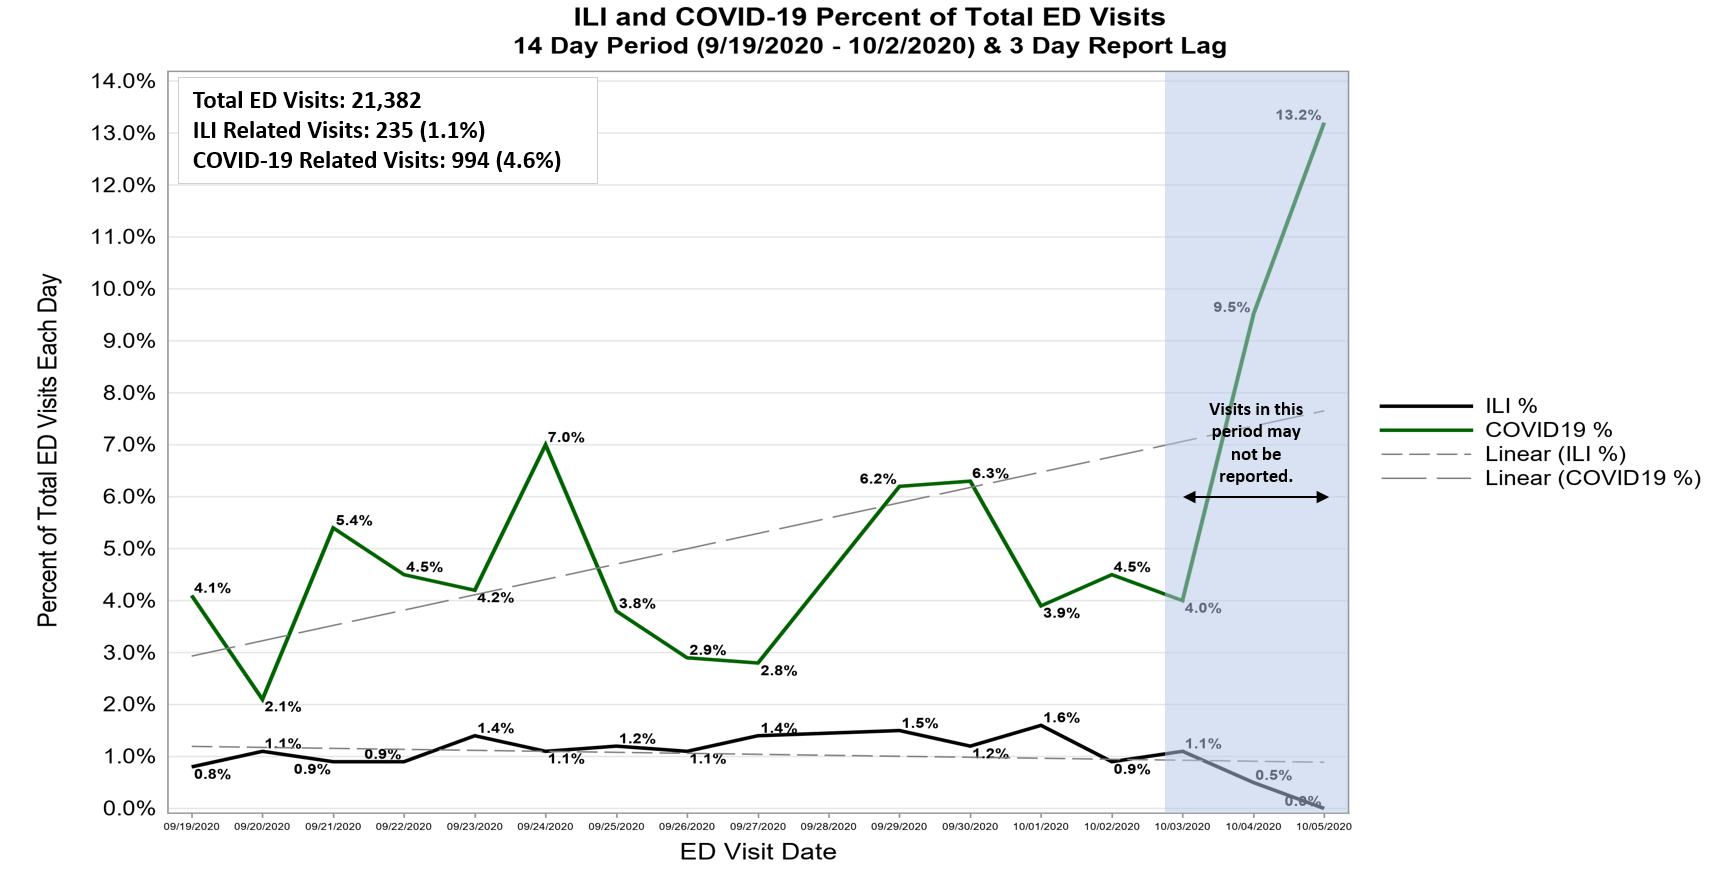 ILI and COVID-19 Percent of Total ED Visits
14 Day Period (9/19/2020 - 10/2/2020) & 3 Day Report Lag
Percent of Total ED Visits Each Day
14.0%
13.0%
12.0%
11.0%
10.0%
9.0%
8.0%
7.0%
6.0%
5.0%
4.0%
3.0%
2.0%
1.0%
0.0%
Total ED Visits: 21,382
ILI Related Visits: 235 (1.1%)
COVID-19 Related Visits: 994 (4.6%)
4.1%
2.1%
5.4%
4.5%
4.2%
7.0%
3.8%
2.9%
2.8%
6.2%
6.3%
3.9%
4.5%
4.0%
9.5%
13.2%
0.8%
1.1%
0.9%
0.9%
1.4%
1.1%
1.2%
1.1%
1.4%
1.5%
1.2%
1.6%
0.9%
1.1%
0.5%
0.0%
Visits in this
period may
not be
reported.
09/19/2020 09/20/2020 09/21/2020 09/22/2020 09/23/2020 09/24/2020 09/25/2020 09/26/2020 09/27/2020 09/28/2020 09/29/2020 09/30/2020 10/01/2020 10/02/2020 10/03/2020 10/04/2020 10/05/2020
ED Visit Date
ILI %
COVID19 %
Linear (ILI %)
Linear (COVID19 %)